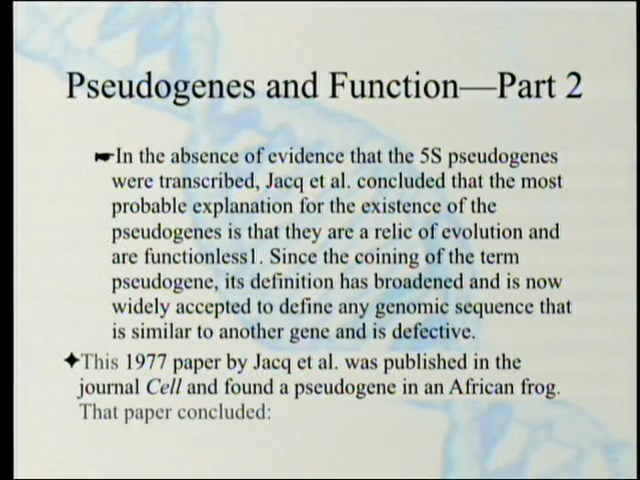 Pseudogenes and Function—Part 2
In the absence of evidence that the 5S pseudogenes
were transcribed, Jacq et al. concluded that the most
probable explanation for the existence of the
pseudogenes is that they are a relic of evolution and
are functionless1. Since the coining of the term
pseudogene, its definition has broadened and is now
widely accepted to define any genomic sequence that
is similar to another gene and is defective.
This 1977 paper by Jacq et al. was published in the
journal Cell and found a pseudogene in an African frog.
That paper concluded: